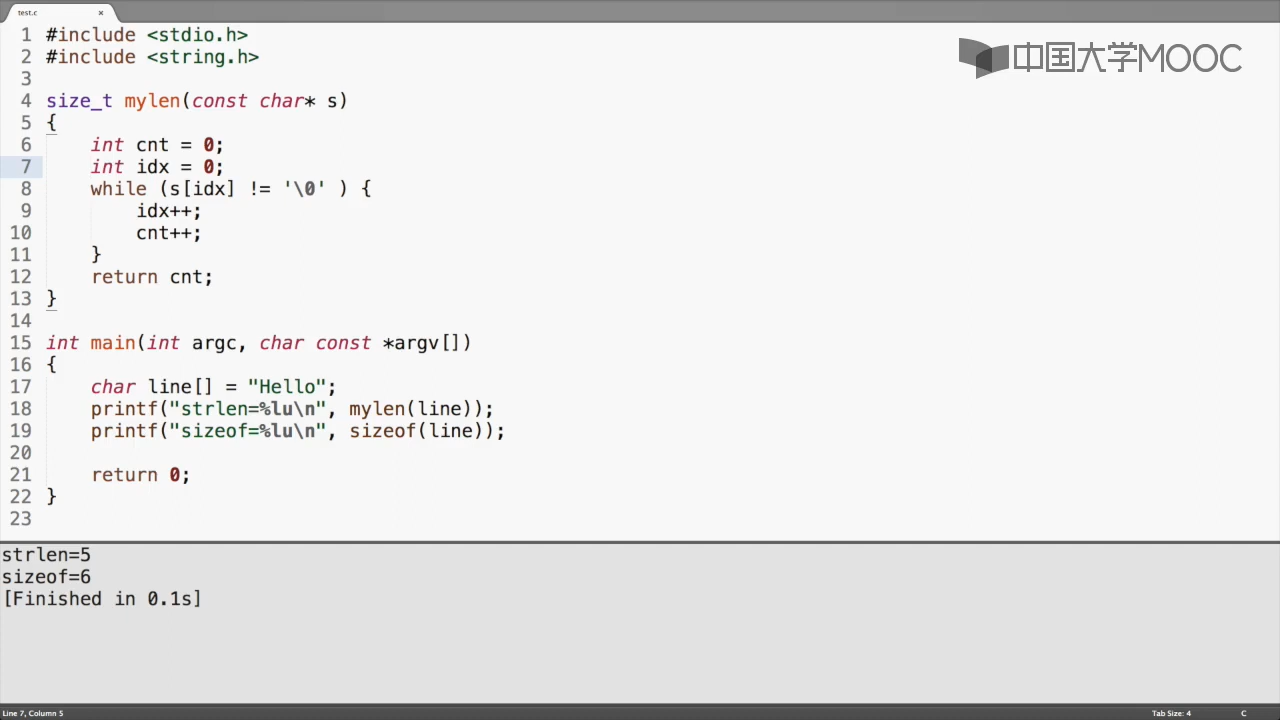 test.c ×
中国大学MOOC
1 #include <stdio.h>
2 #include <string.h>
3
4 size_t mylen(const char* s)
5 {
6     int cnt = 0;
7     int idx = 0;
8     while (s[idx] != '\0' ) {
9         idx++;
10         cnt++;
11     }
12     return cnt;
13 }
14
15 int main(int argc, char const *argv[])
16 {
17     char line[] = "Hello";
18     printf("strlen=%lu\n", mylen(line));
19     printf("sizeof=%lu\n", sizeof(line));
20
21     return 0;
22 }
23
strlen=5
sizeof=6
[Finished in 0.1s]
Line 7, Column 5 Tab Size: 4 C